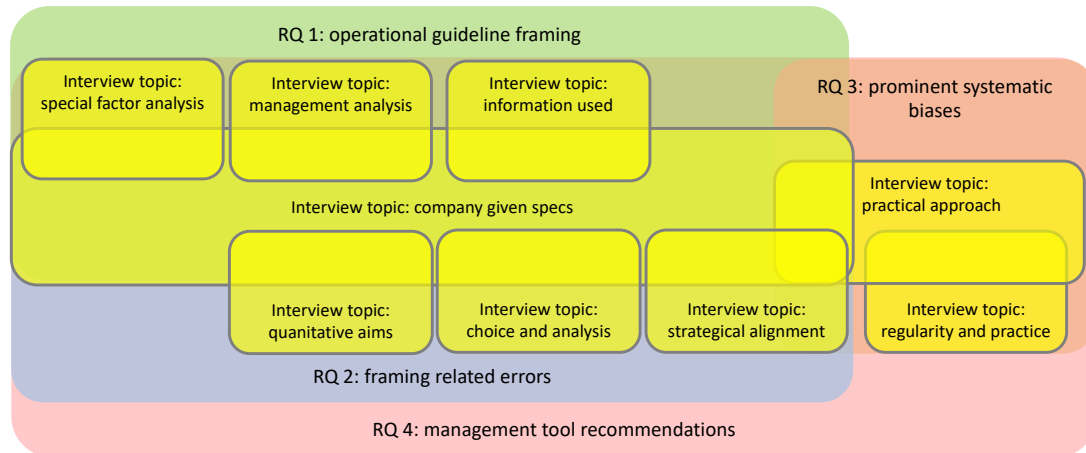 RQ 1: operational guideline framing
Interview topic:
special factor analysis
Interview topic:
management analysis
Interview topic:
information used
RQ 3: prominent systematic
biases
Interview topic:
practical approach
Interview topic: company given specs
Interview topic:
quanitative aims
Interview topic:
choice and analysis
Interview topic:
strategical alignment
Interview topic:
regularity and practice
RQ 2: framing related errors
RQ 4: management tool recommendations